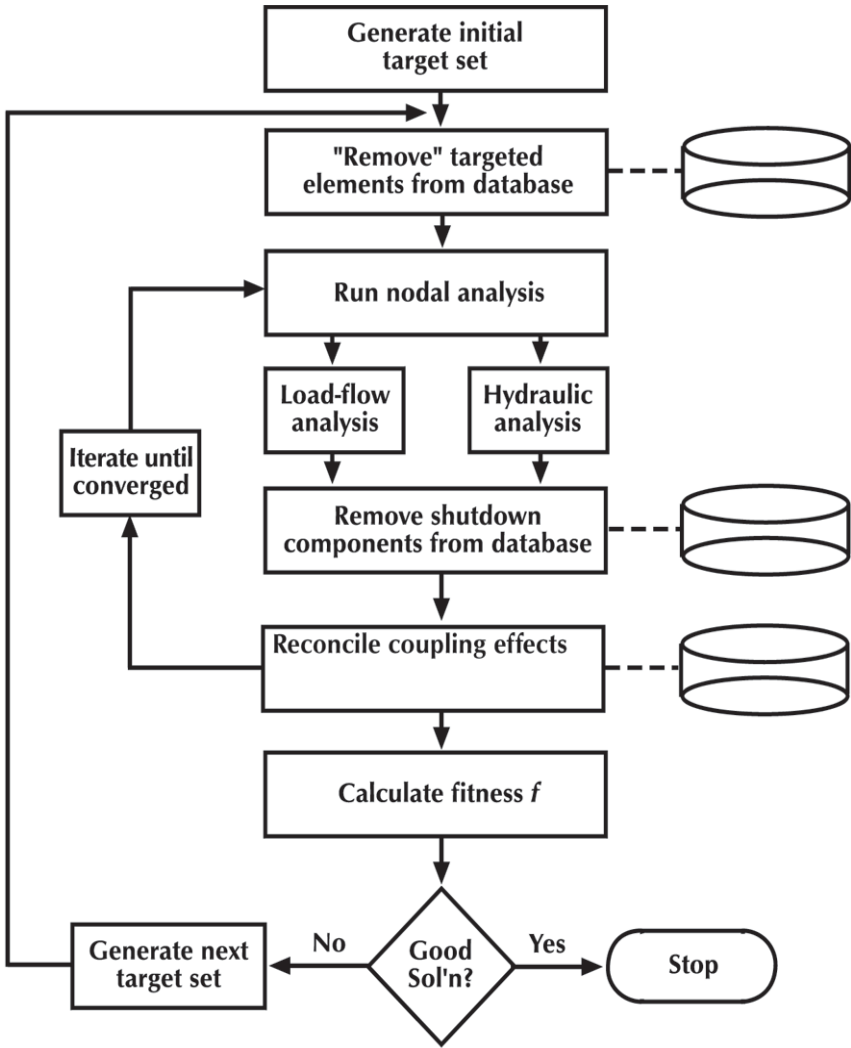 Generate initial
target set
"Remove" targeted
elements from database
Run nodal analysis
Load-flow
analysis
Hydraulic
analysis
Iterate until
converged
Remove shutdown
components from database
Reconcile coupling effects
Calculate fitness f
Good
Sol'n?
No
Yes
Generate next
target set
Stop